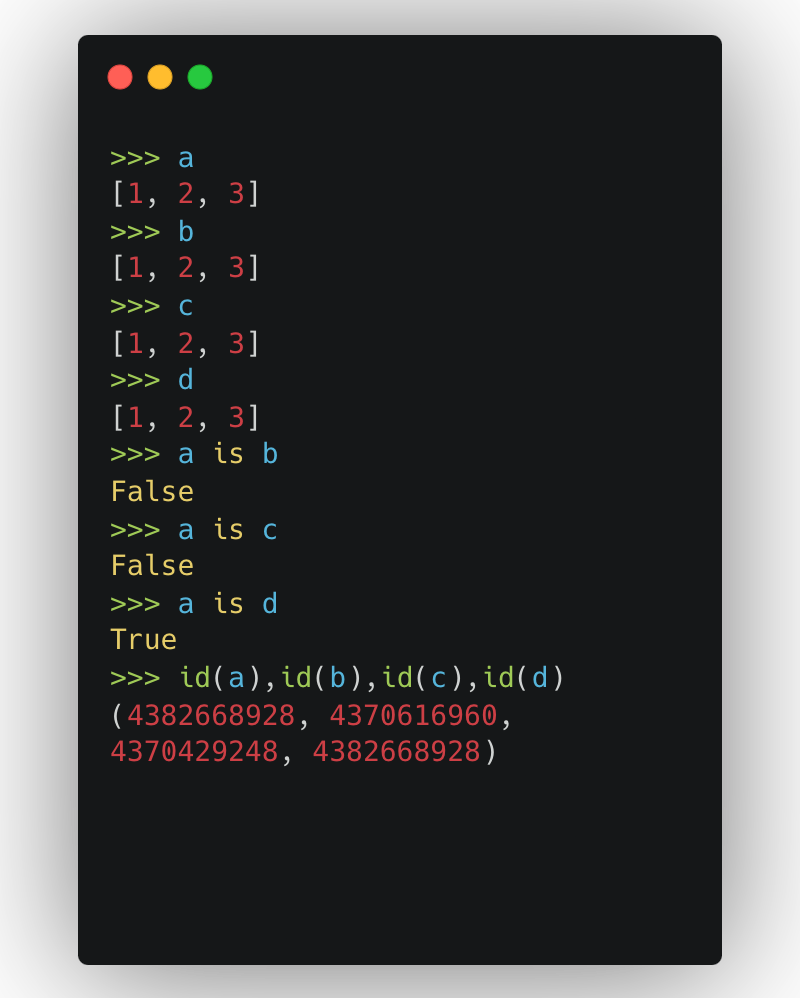 >>> a
[1, 2, 3]
>>> b
[1, 2, 3]
>>> c
[1, 2, 3]
>>> d
[1, 2, 3]
>>> a is b
False
>>> a is c
False
>>> a is d
True
>>> id(a),id(b),id(c),id(d)
(4382668928, 4370616960,
4370429248, 4382668928)